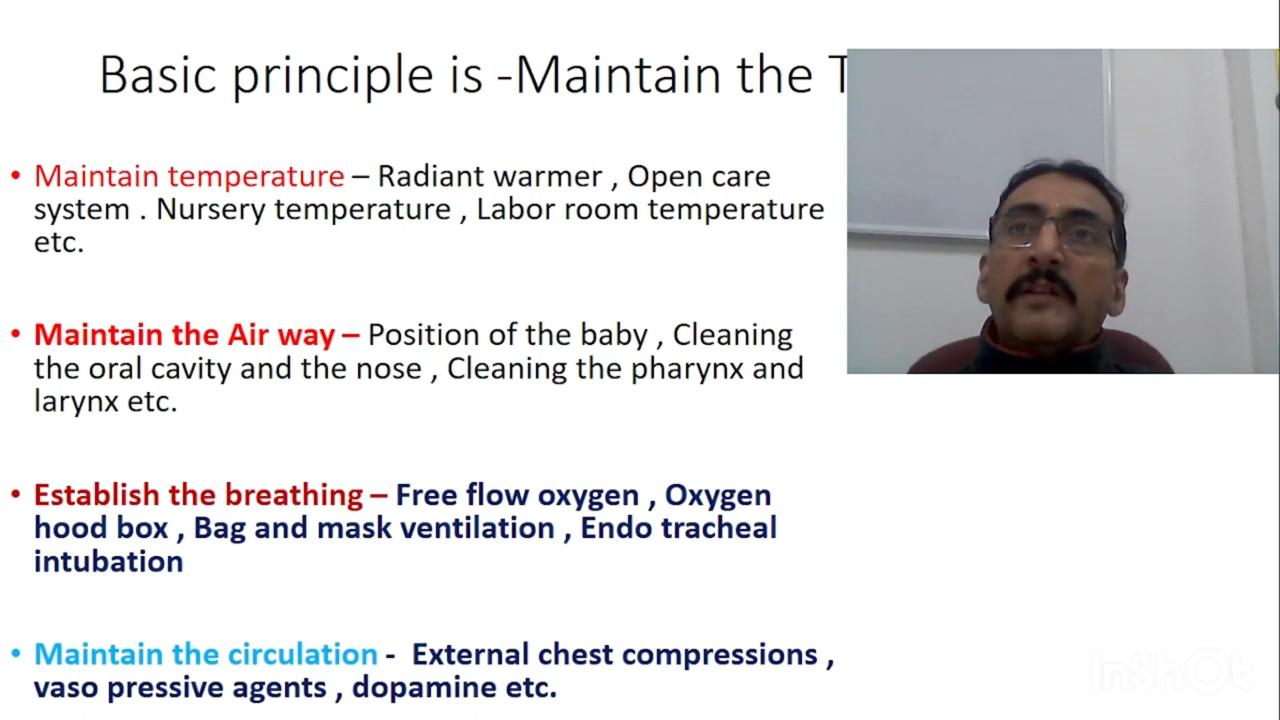 Basic principle is -Maintain the T
• Maintain temperature – Radiant warmer , Open care
system . Nursery temperature , Labor room temperature
etc.
• Maintain the Air way – Position of the baby , Cleaning
the oral cavity and the nose , Cleaning the pharynx and
larynx etc.
• Establish the breathing – Free flow oxygen , Oxygen
hood box , Bag and mask ventilation , Endo tracheal
intubation
• Maintain the circulation -  External chest compressions ,
vaso pressive agents , dopamine etc.
InShOt